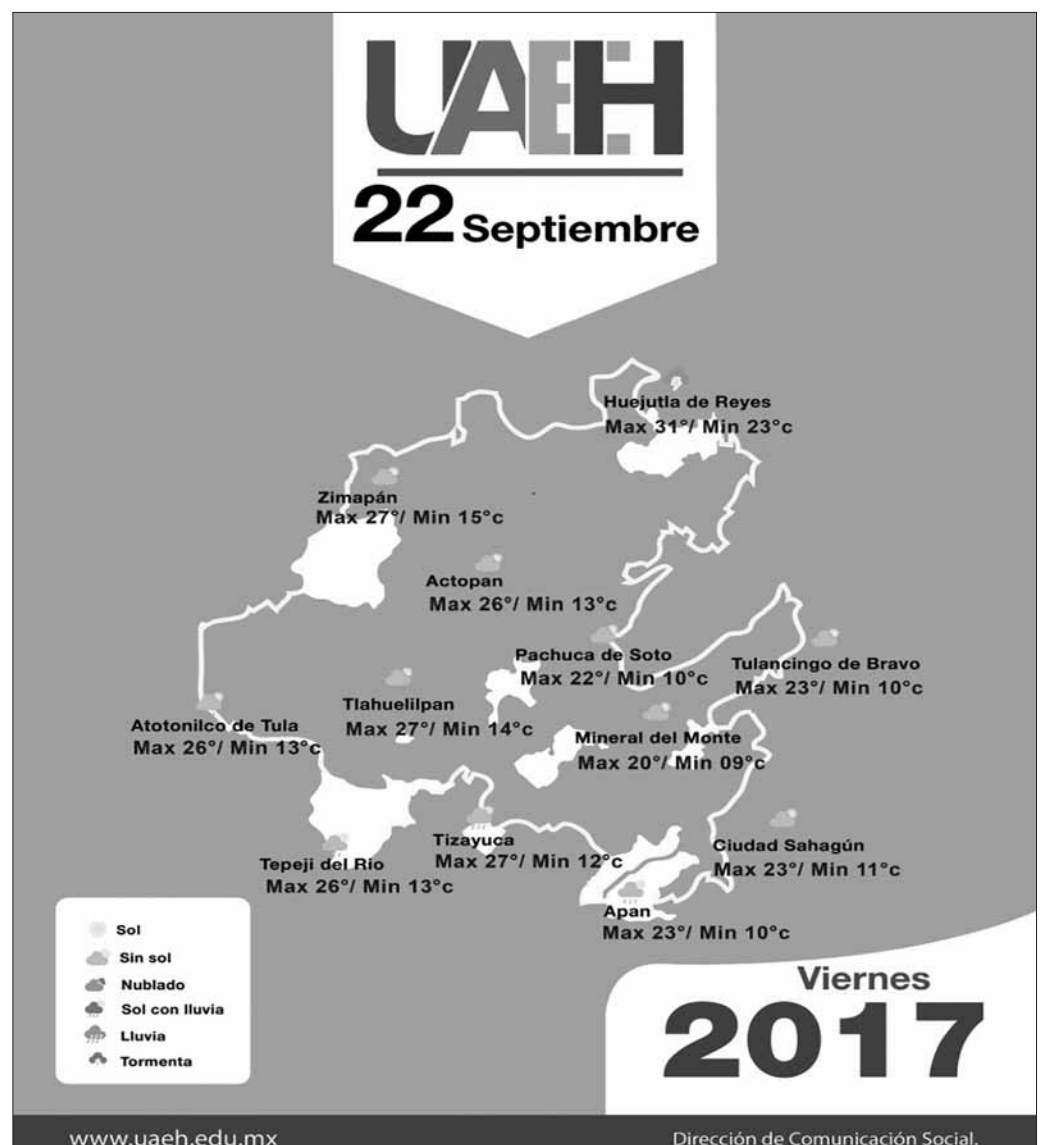 UAEH
22 Septiembre
Huejutla de Reyes
Max 31°/ Min 23°c
Zimapán
Max 27°/ Min 15°c
Actopan
Max 26°/ Min 13°c
Pachuca de Soto
Max 22°/ Min 10°c
Tulancingo de Bravo
Max 23°/ Min 10°c
Tlahuelilpan
Max 27°/ Min 14°c
Atotonilco de Tula
Max 26°/ Min 13°c
Mineral del Monte
Max 20°/ Min 09°c
Tizayuca
Max 27°/ Min 12°c
Ciudad Sahagún
Max 23°/ Min 11°c
Tepeji del Río
Max 26°/ Min 13°c
Apan
Max 23°/ Min 10°c
Sol
Sin sol
Nublado
Sol con lluvia
Lluvia
Tormenta
Viernes
2017
www.uaeh.edu.mx
Dirección de Comunicación Social.